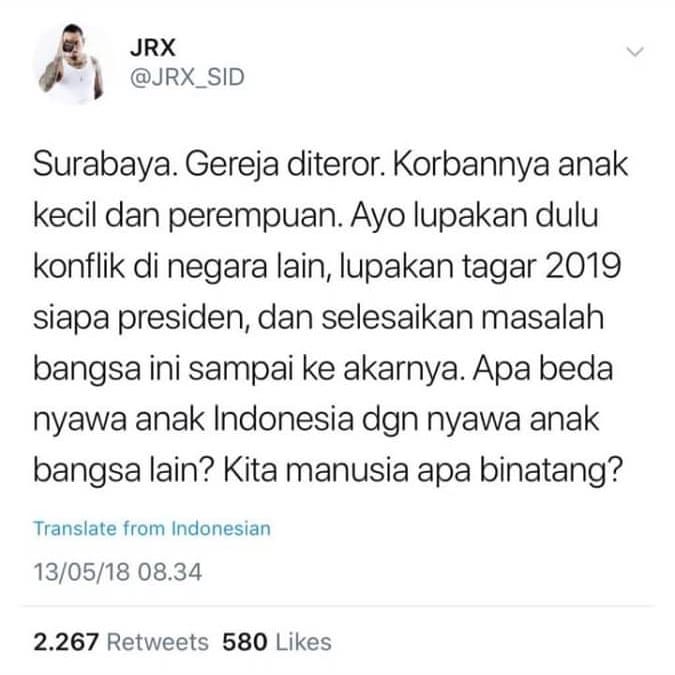 JRX
@JRX_SID
Surabaya. Gereja diteror. Korbannya anak
kecil dan perempuan. Ayo lupakan dulu
konflik di negara lain, lupakan tagar 2019
siapa presiden, dan selesaikan masalah
bangsa ini sampai ke akarnya. Apa beda
nyawa anak Indonesia dgn nyawa anak
bangsa lain? Kita manusia apa binatang?
Translate from Indonesian
13/05/18 08.34
2.267 Retweets 580 Likes